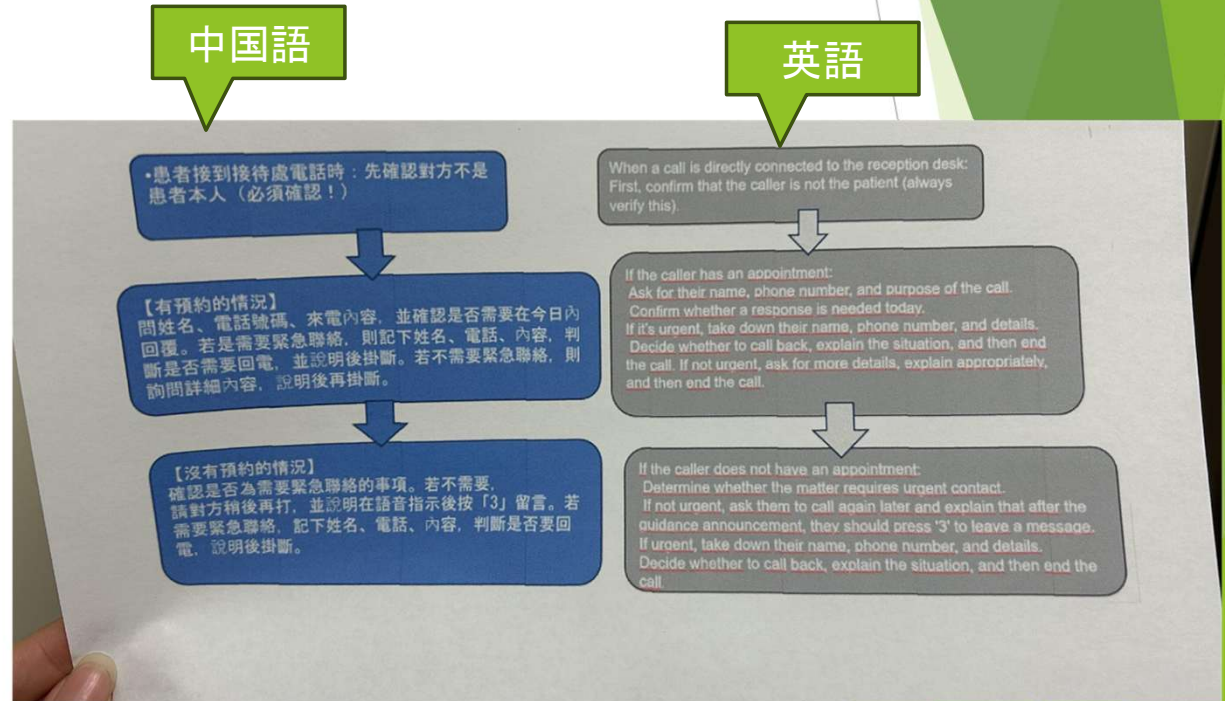 中国語
英語
•患者接到接待處電話時：先確認對方不是
患者本人（必須確認！）
【有預約的情況】
問姓名、電話號碼、來電內容，並確認是否需要在今日內
回覆。若是需要緊急聯絡，則記下姓名、電話、內容，判
斷是否需要回電，並說明後掛斷。若不需要緊急聯絡，則
詢問詳細內容，說明後再掛斷。
【沒有預約的情況】
確認是否為需要緊急聯絡的事項。若不需要，
請對方稍後再打，並說明在語音指示後按「3」留言。若
需要緊急聯絡，記下姓名、電話、內容，判斷是否要回
電，說明後掛斷。
When a call is directly connected to the reception desk:
First, confirm that the caller is not the patient (always
verify this).
If the caller has an appointment:
Ask for their name, phone number, and purpose of the call.
Confirm whether a response is needed today.
If it's urgent, take down their name, phone number, and details.
Decide whether to call back, explain the situation, and then end
the call. If not urgent, ask for more details, explain appropriately,
and then end the call.
If the caller does not have an appointment:
Determine whether the matter requires urgent contact.
If not urgent, ask them to call again later and explain that after the
guidance announcement, they should press '3' to leave a message.
If urgent, take down their name, phone number, and details.
Decide whether to call back, explain the situation, and then end the
call.